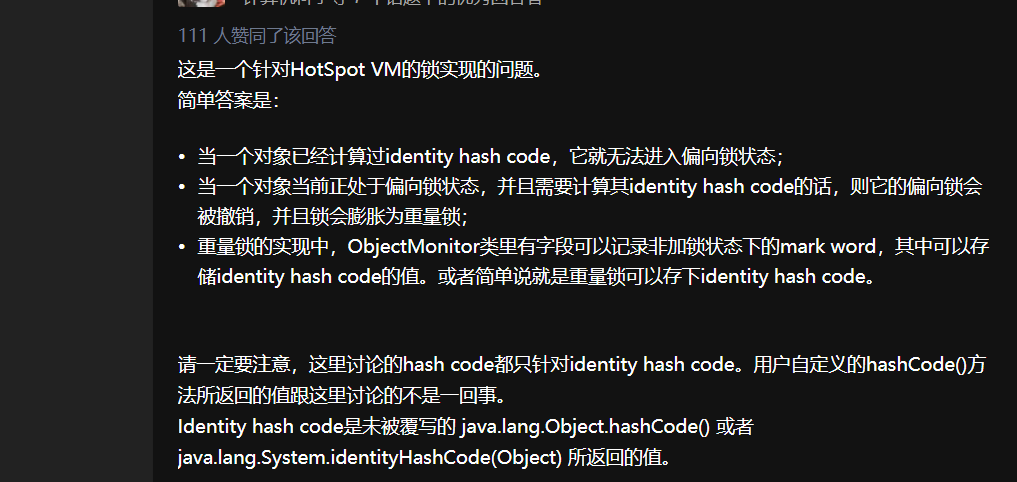 111 人赞同了该回答
这是一个针对HotSpot VM的锁实现的问题。
简单答案是：
• 当一个对象已经计算过identity hash code，它就无法进入偏向锁状态；
• 当一个对象当前正处于偏向锁状态，并且需要计算其identity hash code的话，则它的偏向锁会
被撤销，并且锁会膨胀为重量锁；
• 重量锁的实现中，ObjectMonitor类里有字段可以记录非加锁状态下的mark word，其中可以存
储identity hash code的值。或者简单说就是重量锁可以存下identity hash code。
请一定要注意，这里讨论的hash code都只针对identity hash code。用户自定义的hashCode()方
法所返回的值跟这里讨论的不是一回事。
Identity hash code是未被覆写的 java.lang.Object.hashCode() 或者
java.lang.System.identityHashCode(Object) 所返回的值。